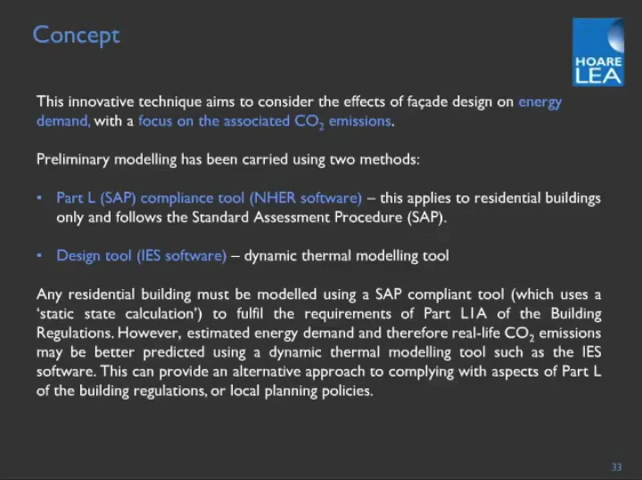 Concept
HOARE
LEA
This innovative technique aims to consider the effects of façade design on energy
demand, with a focus on the associated CO2 emissions.
Preliminary modelling has been carried using two methods:
• Part L (SAP) compliance tool (NHER software) – this applies to residential buildings
only and follows the Standard Assessment Procedure (SAP).
• Design tool (IES software) – dynamic thermal modelling tool
Any residential building must be modelled using a SAP compliant tool (which uses a
‘static state calculation’) to fulfil the requirements of Part L1A of the Building
Regulations. However, estimated energy demand and therefore real-life CO2 emissions
may be better predicted using a dynamic thermal modelling tool such as the IES
software. This can provide an alternative approach to complying with aspects of Part L
of the building regulations, or local planning policies.
33